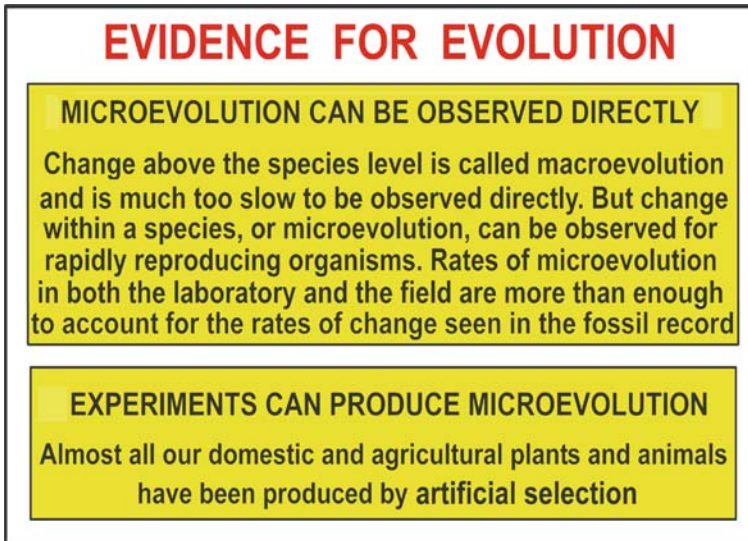 EVIDENCE FOR EVOLUTION
MICROEVOLUTION CAN BE OBSERVED DIRECTLY
Change above the species level is called macroevolution
and is much too slow to be observed directly. But change
within a species, or microevolution, can be observed for
rapidly reproducing organisms. Rates of microevolution
in both the laboratory and the field are more than enough
to account for the rates of change seen in the fossil record
EXPERIMENTS CAN PRODUCE MICROEVOLUTION
Almost all our domestic and agricultural plants and animals
have been produced by artificial selection